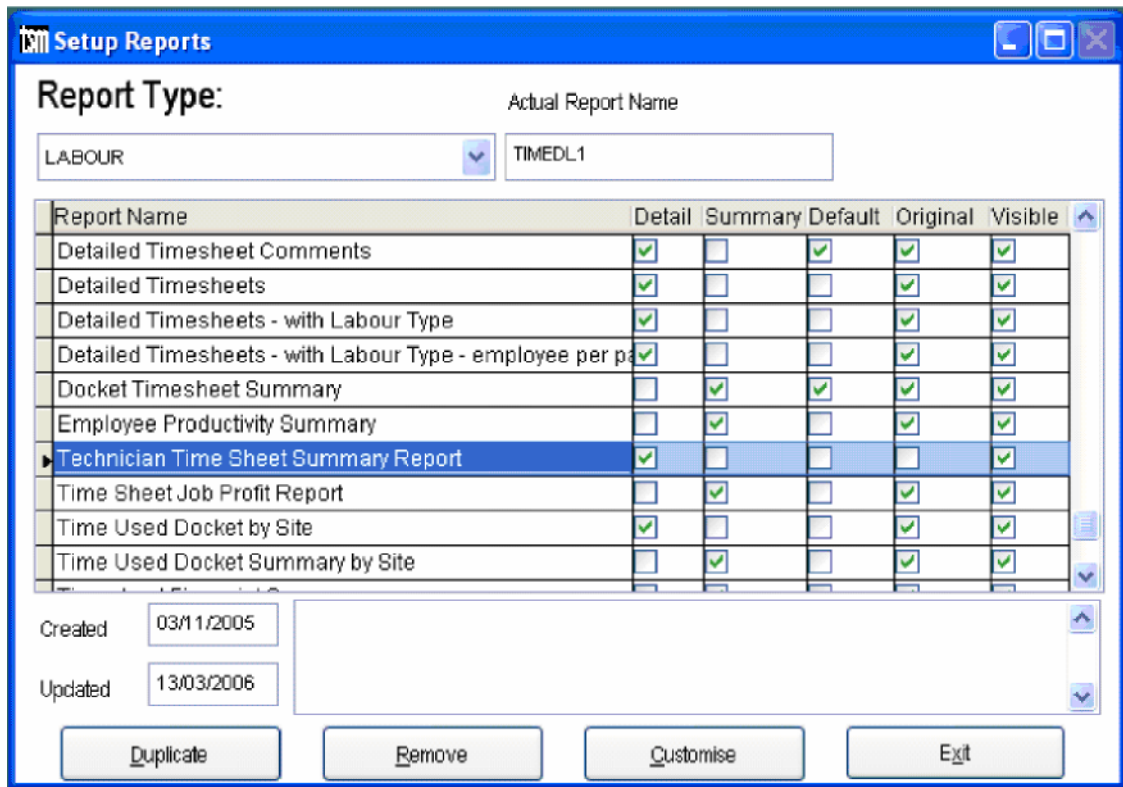 tsm Setup Reports
Report Type:
Actual Report Name
LABOUR
TIMEDL1
Report Name Detail Summary Default Original Visible
Detailed Timesheet Comments
Detailed Timesheets
Detailed Timesheets - with Labour Type
Detailed Timesheets - with Labour Type - employee per pa
Docket Timesheet Summary
Employee Productivity Summary
Technician Time Sheet Summary Report
Time Sheet Job Profit Report
Time Used Docket by Site
Time Used Docket Summary by Site
Created 03/11/2005
Updated 13/03/2006
Duplicate Remove Customise Exit